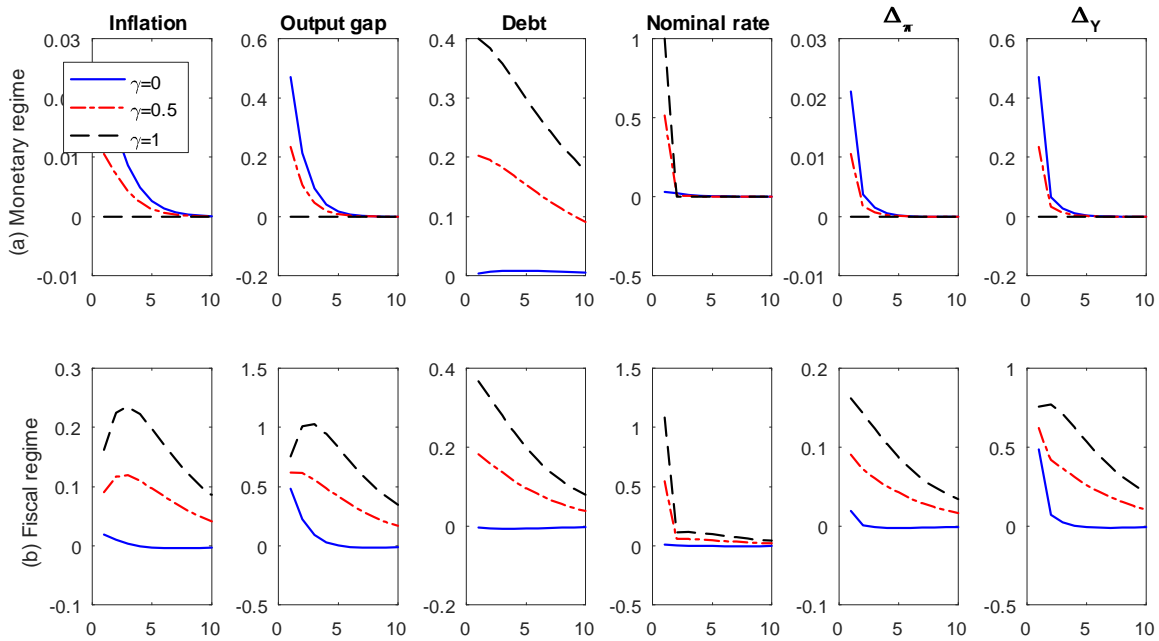 Inflation Output gap Debt Nominal rate Δπ ΔY
(a) Monetary regime
0.03 0.6 0.4 1 0.03 0.6
γ=0
γ=0.5
γ=1
0.02 0.4 0.3 0.5 0.02 0.4
0.01 0.2 0.2 0 0.01 0.2
0 0 0.1 0 0
-0.01 -0.2 0 -0.5 -0.01 -0.2
0 5 10 0 5 10 0 5 10 0 5 10 0 5 10 0 5 10
(b) Fiscal regime
0.3 1.5 0.4 1.5 0.2 1
0.2 1 0.2 1 0.1 0.5
0.1 0.5 0 0.5 0 0
0 0 0
-0.1 -0.5 -0.2 -0.5 -0.1 -0.5
0 5 10 0 5 10 0 5 10 0 5 10 0 5 10 0 5 10